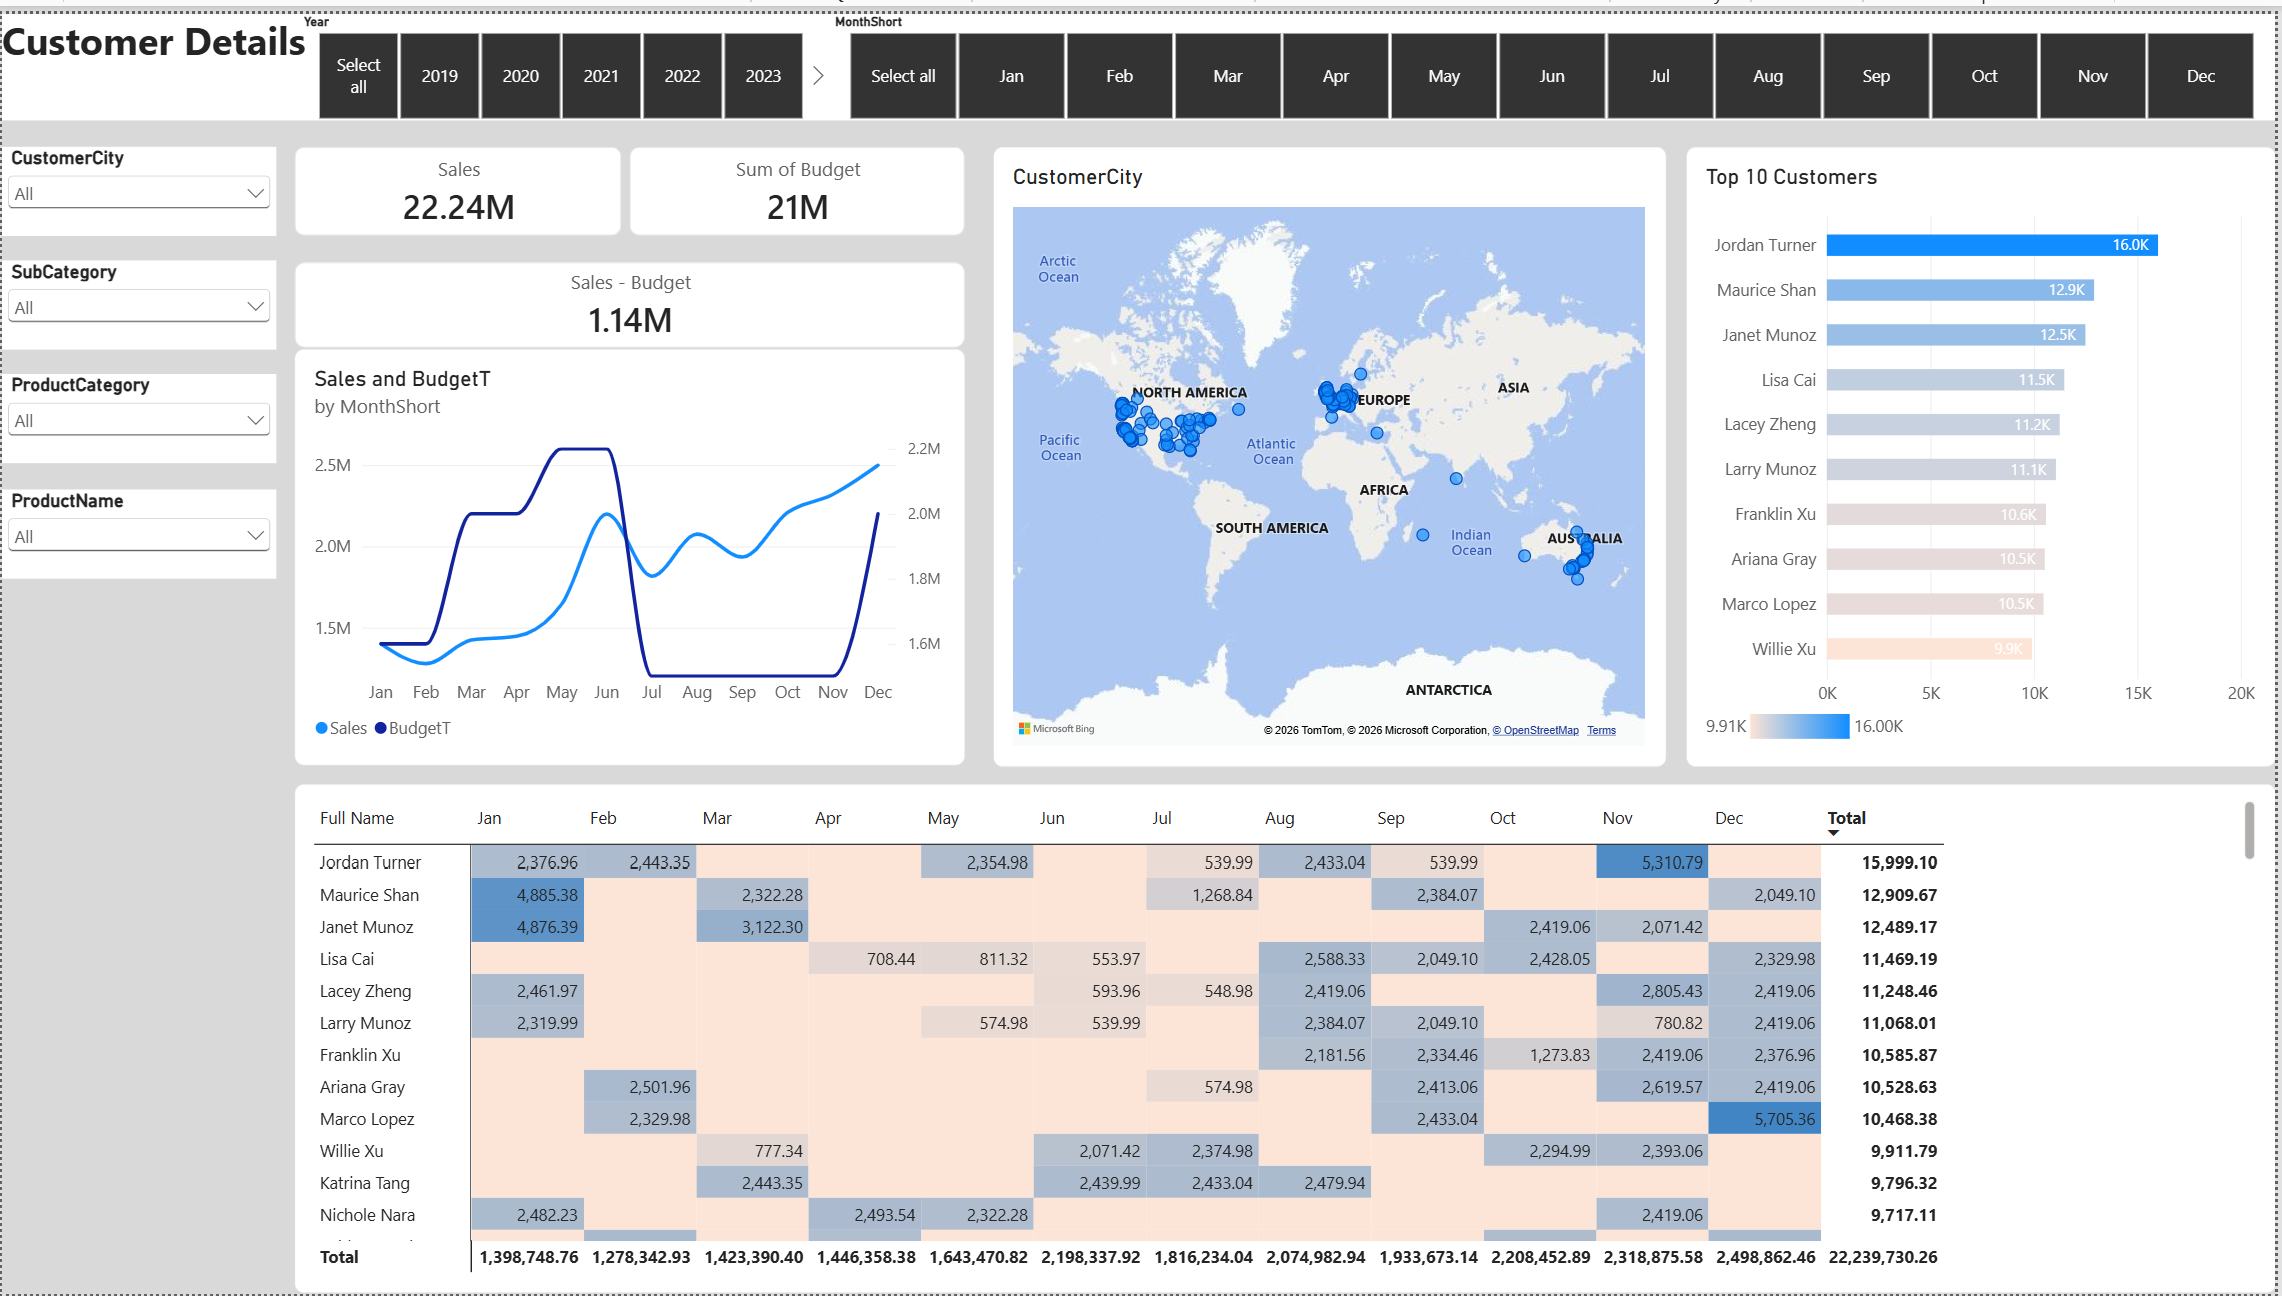 Customer Details
Year
Select all
2019
2020
2021
2022
2023
MonthShort
Select all
Jan
Feb
Mar
Apr
May
Jun
Jul
Aug
Sep
Oct
Nov
Dec
CustomerCity
All
SubCategory
All
ProductCategory
All
ProductName
All
Sales
22.24M
Sum of Budget
21M
Sales - Budget
1.14M
Sales and BudgetT
by MonthShort
2.5M
2.0M
1.5M
2.2M
2.0M
1.8M
1.6M
Jan Feb Mar Apr May Jun Jul Aug Sep Oct Nov Dec
Sales BudgetT
CustomerCity
Arctic
Ocean
NORTH AMERICA
EUROPE
ASIA
Pacific
Ocean
Atlantic
Ocean
AFRICA
SOUTH AMERICA
Indian
Ocean
AUSTRALIA
ANTARCTICA
Microsoft Bing
© 2026 TomTom, © 2026 Microsoft Corporation, © OpenStreetMap Terms
Top 10 Customers
Jordan Turner 16.0K
Maurice Shan 12.9K
Janet Munoz 12.5K
Lisa Cai 11.5K
Lacey Zheng 11.2K
Larry Munoz 11.1K
Franklin Xu 10.6K
Ariana Gray 10.5K
Marco Lopez 10.5K
Willie Xu 9.9K
0K 5K 10K 15K 20K
9.91K 16.00K
Full Name Jan Feb Mar Apr May Jun Jul Aug Sep Oct Nov Dec Total
Jordan Turner 2,376.96 2,443.35 2,354.98 539.99 2,433.04 539.99 5,310.79 15,999.10
Maurice Shan 4,885.38 2,322.28 1,268.84 2,384.07 2,049.10 12,909.67
Janet Munoz 4,876.39 3,122.30 2,419.06 2,071.42 12,489.17
Lisa Cai 708.44 811.32 553.97 2,588.33 2,049.10 2,428.05 2,329.98 11,469.19
Lacey Zheng 2,461.97 593.96 548.98 2,419.06 2,805.43 2,419.06 11,248.46
Larry Munoz 2,319.99 574.98 539.99 2,384.07 2,049.10 780.82 2,419.06 11,068.01
Franklin Xu 2,181.56 2,334.46 1,273.83 2,419.06 2,376.96 10,585.87
Ariana Gray 2,501.96 574.98 2,413.06 2,619.57 2,419.06 10,528.63
Marco Lopez 2,329.98 2,433.04 5,705.36 10,468.38
Willie Xu 777.34 2,071.42 2,374.98 2,294.99 2,393.06 9,911.79
Katrina Tang 2,443.35 2,439.99 2,433.04 2,479.94 9,796.32
Nichole Nara 2,482.23 2,493.54 2,322.28 2,419.06 9,717.11
Total 1,398,748.76 1,278,342.93 1,423,390.40 1,446,358.38 1,643,470.82 2,198,337.92 1,816,234.04 2,074,982.94 1,933,673.14 2,208,452.89 2,318,875.58 2,498,862.46 22,239,730.26